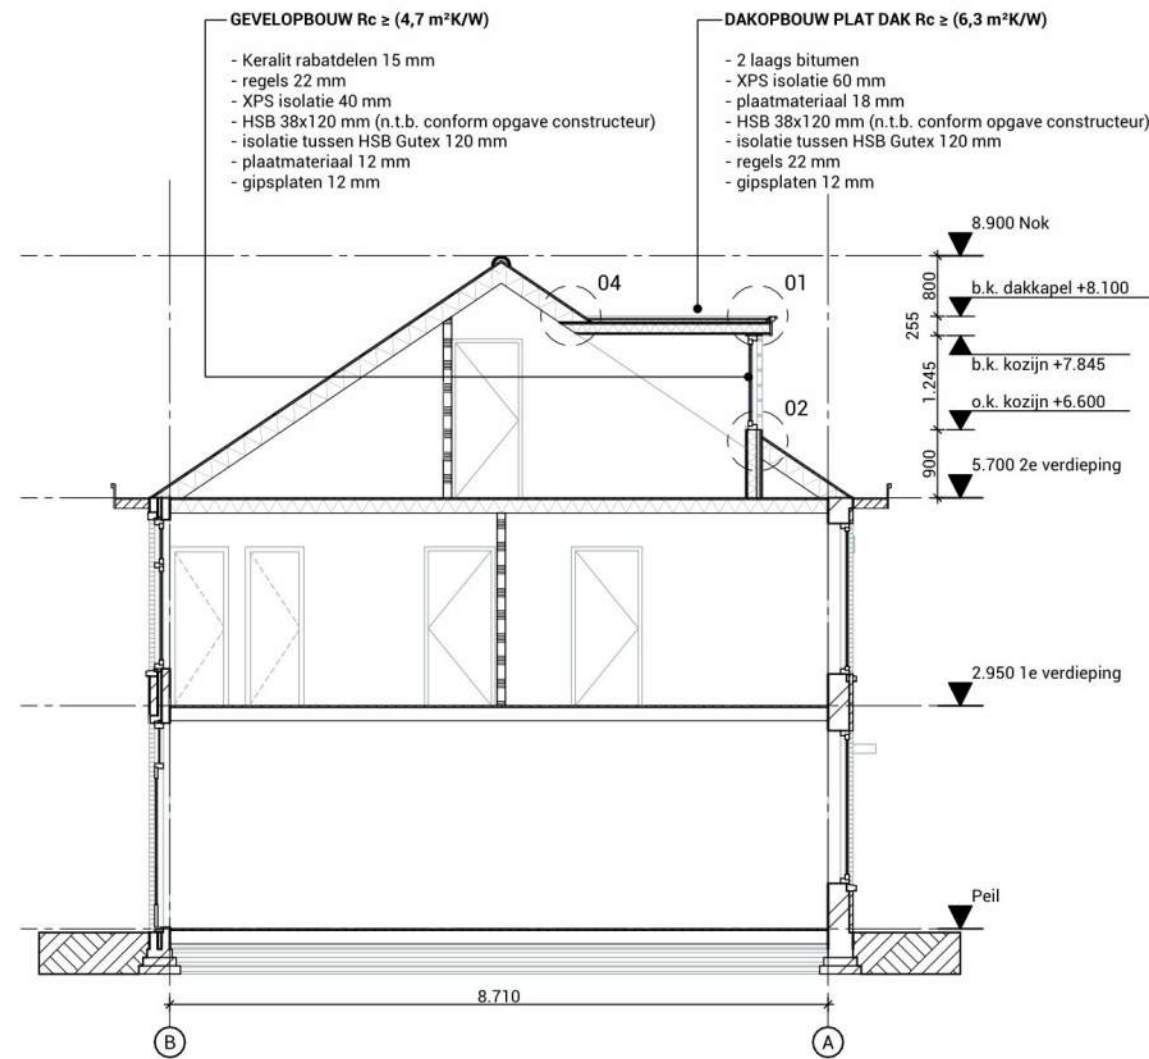 GEVELOPBOUW Rc ≥ (4,7 m²K/W)
- Keralit rabatdelen 15 mm
- regels 22 mm
- XPS isolatie 40 mm
- HSB 38x120 mm (n.t.b. conform opgave constructeur)
- isolatie tussen HSB Gutex 120 mm
- plaatmateriaal 12 mm
- gipsplaten 12 mm
DAKOPBOUW PLAT DAK Rc ≥ (6,3 m²K/W)
- 2 laags bitumen
- XPS isolatie 60 mm
- plaatmateriaal 18 mm
- HSB 38x120 mm (n.t.b. conform opgave constructeur)
- isolatie tussen HSB Gutex 120 mm
- regels 22 mm
- gipsplaten 12 mm
8.900 Nok
800
04
01
b.k. dakkapel +8.100
255
b.k. kozijn +7.845
1.245
o.k. kozijn +6.600
02
900
5.700 2e verdieping
2.950 1e verdieping
Peil
8.710
B
A